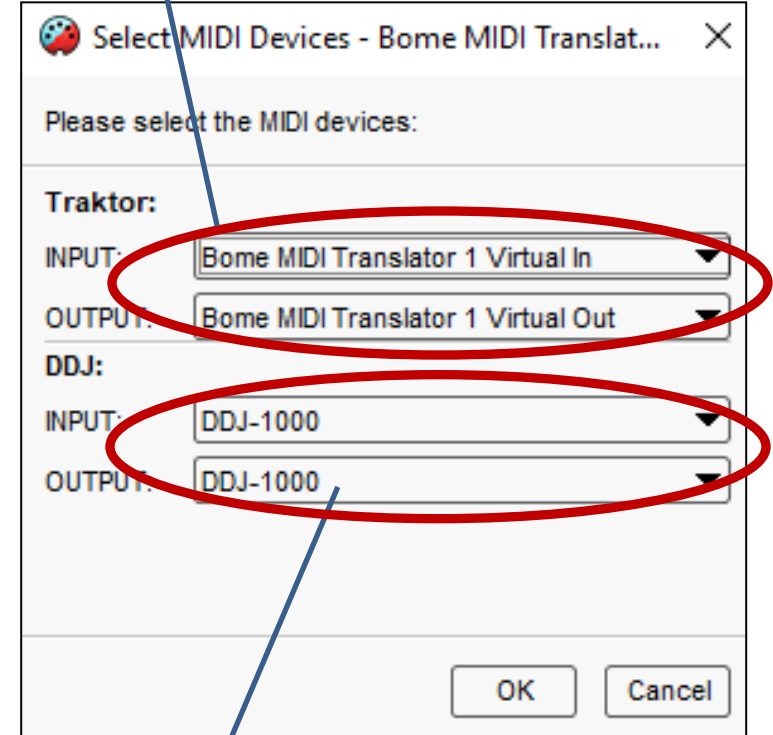 Select MIDI Devices - Bome MIDI Translat...
Please select the MIDI devices:
Traktor:
INPUT: Bome MIDI Translator 1 Virtual In
OUTPUT: Bome MIDI Translator 1 Virtual Out
DDJ:
INPUT: DDJ-1000
OUTPUT: DDJ-1000
OK Cancel